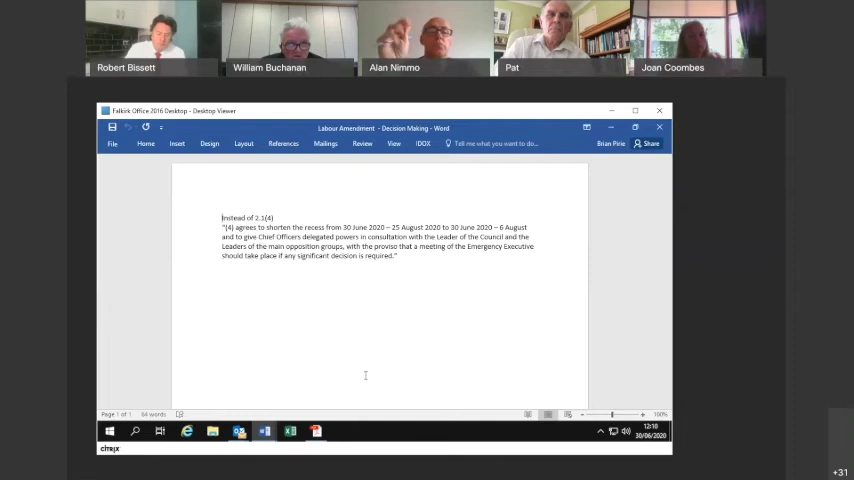 Robert Bissett
William Buchanan
Alan Nimmo
Pat
Joan Coombes
Falkirk Office 2016 Desktop - Desktop Viewer
Labour Amendment - Decision Making - Word
File Home Insert Design Layout References Mailings Review View IDOX Tell me what you want to do... Brian Pirie Share
Instead of 2.1(4)
"(4) agrees to shorten the recess from 30 June 2020 – 25 August 2020 to 30 June 2020 – 6 August
and to give Chief Officers delegated powers in consultation with the Leader of the Council and the
Leaders of the main opposition groups, with the proviso that a meeting of the Emergency Executive
should take place if any significant decision is required."
Page 1 of 1 64 words
100%
12:10
30/06/2020
CITRIX
+31